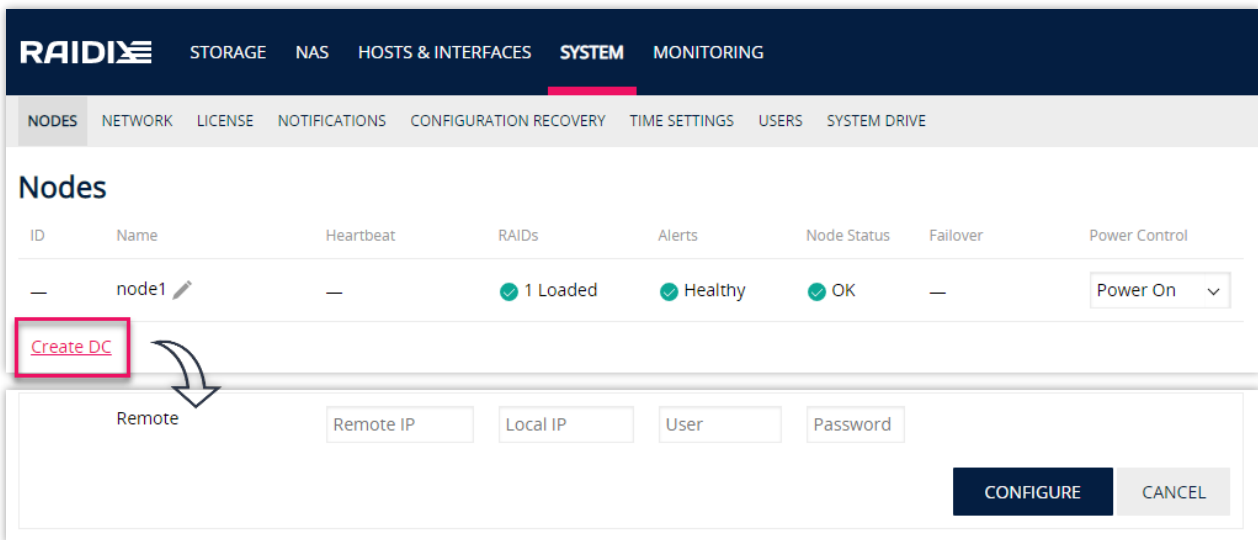 RAIDIX STORAGE NAS HOSTS & INTERFACES SYSTEM MONITORING
NODES NETWORK LICENSE NOTIFICATIONS CONFIGURATION RECOVERY TIME SETTINGS USERS SYSTEM DRIVE
Nodes
ID Name Heartbeat RAIDs Alerts Node Status Failover Power Control
— node1 — 1 Loaded Healthy OK — Power On
Create DC
Remote Remote IP Local IP User Password
CONFIGURE CANCEL